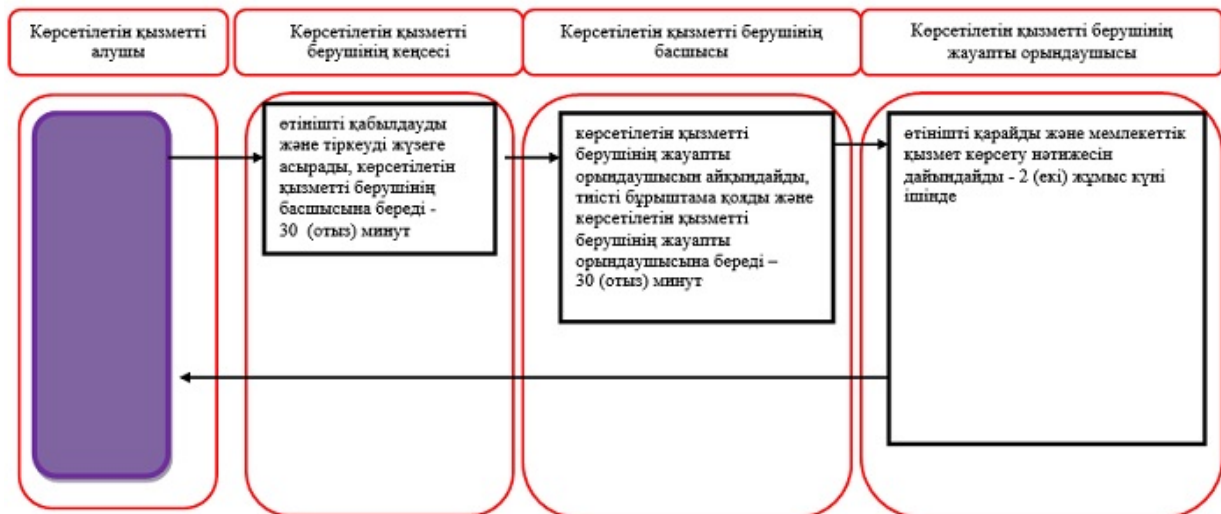 Көрсетілетін қызметті
алушы
Көрсетілетін қызметті
берушінің кеңсесі
Көрсетілетін қызметті берушінің
басшысы
Көрсетілетін қызметті берушінің
жауапты орындаушысы
өтінішті қабылдауды
және тіркеуді жүзеге
асырады, көрсетілетін
қызметті берушінің
басшысына береді -
30 (отыз) минут
көрсетілетін қызметті
берушінің жауапты
орындаушысын айқындайды,
тиісті бұрыштама қояды және
көрсетілетін қызметті
берушінің жауапты
орындаушысына береді –
30 (отыз) минут
өтінішті қарайды және мемлекеттік
қызмет көрсету нәтижесін
дайындайды - 2 (екі) жұмыс күні
ішінде